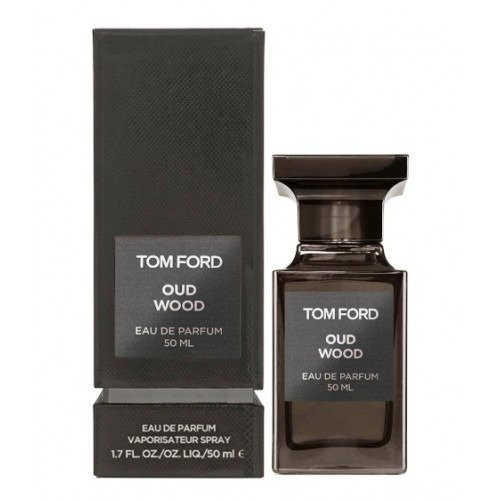 TOM FORD
OUD
WOOD
EAU DE PARFUM
50 ML
EAU DE PARFUM
VAPORISATEUR SPRAY
1.7 FL. OZ./OZ. LIQ./50 ml ℮
TOM FORD
OUD
WOOD
EAU DE PARFUM
50 ML